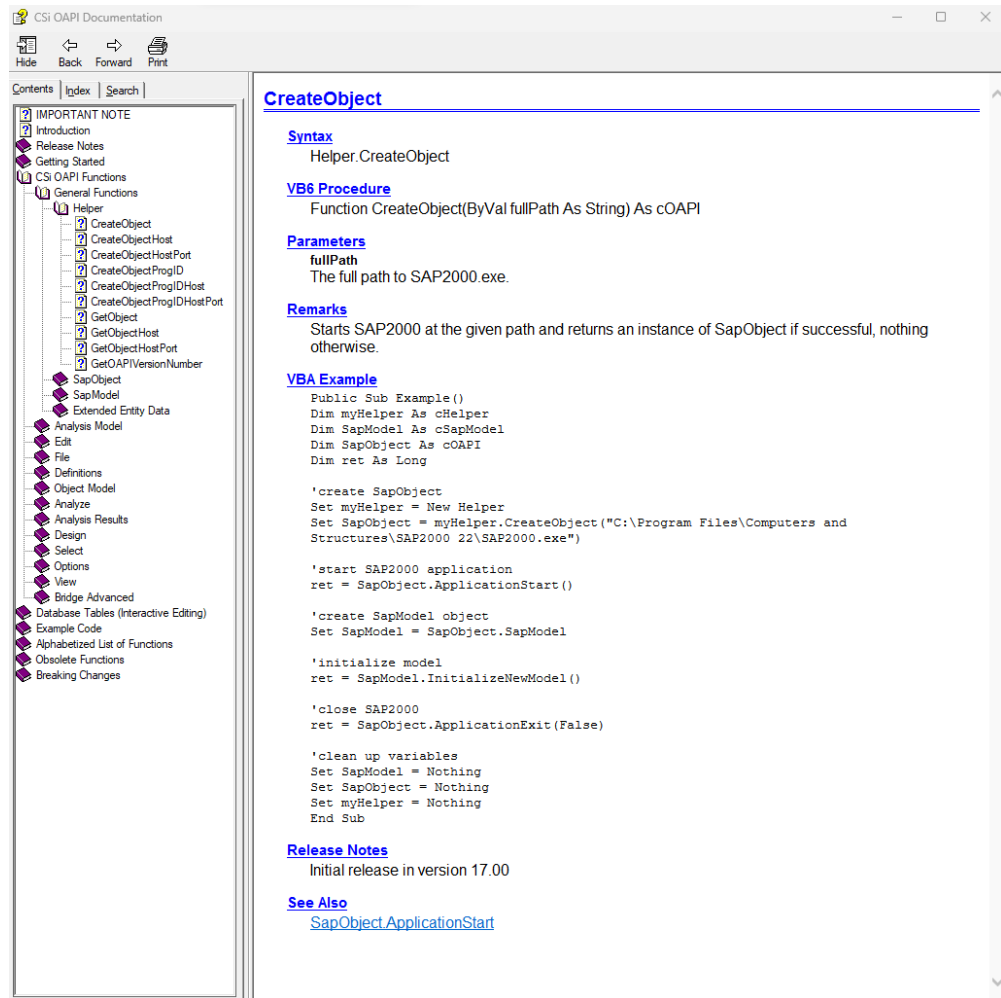 CSi OAPI Documentation
Hide Back Forward Print
Contents Index Search
IMPORTANT NOTE
Introduction
Release Notes
Getting Started
CSi OAPI Functions
General Functions
Helper
CreateObject
CreateObjectHost
CreateObjectHostPort
CreateObjectProgID
CreateObjectProgIDHost
CreateObjectProgIDHostPort
GetObject
GetObjectHost
GetObjectHostPort
GetOAPIVersionNumber
SapObject
SapModel
Extended Entity Data
Analysis Model
Edit
File
Definitions
Object Model
Analyze
Analysis Results
Design
Select
Options
View
Bridge Advanced
Database Tables (Interactive Editing)
Example Code
Alphabetized List of Functions
Obsolete Functions
Breaking Changes
CreateObject
Syntax
Helper.CreateObject
VB6 Procedure
Function CreateObject(ByVal fullPath As String) As cOAPI
Parameters
fullPath
The full path to SAP2000.exe.
Remarks
Starts SAP2000 at the given path and returns an instance of SapObject if successful, nothing
otherwise.
VBA Example
Public Sub Example()
Dim myHelper As cHelper
Dim SapModel As cSapModel
Dim SapObject As cOAPI
Dim ret As Long
'create SapObject
Set myHelper = New Helper
Set SapObject = myHelper.CreateObject("C:\Program Files\Computers and
Structures\SAP2000 22\SAP2000.exe")
'start SAP2000 application
ret = SapObject.ApplicationStart()
'create SapModel object
Set SapModel = SapObject.SapModel
'initialize model
ret = SapModel.InitializeNewModel()
'close SAP2000
ret = SapObject.ApplicationExit(False)
'clean up variables
Set SapModel = Nothing
Set SapObject = Nothing
Set myHelper = Nothing
End Sub
Release Notes
Initial release in version 17.00
See Also
SapObject.ApplicationStart